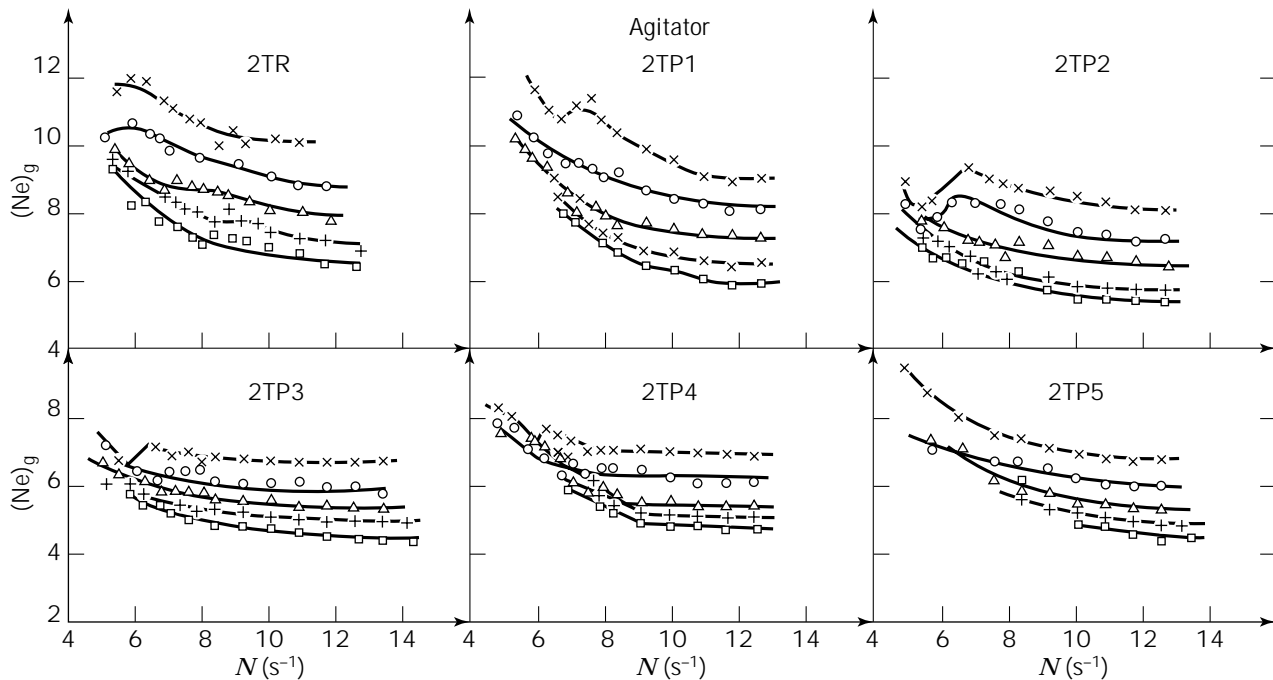 Agitator
2TR 2TP1 2TP2
12
10
8
6
4
(Ne)g
2TP3 2TP4 2TP5
8
6
4
2
(Ne)g
4 6 8 10 12 14 4 6 8 10 12 14 4 6 8 10 12 14
N (s⁻¹) N (s⁻¹) N (s⁻¹)